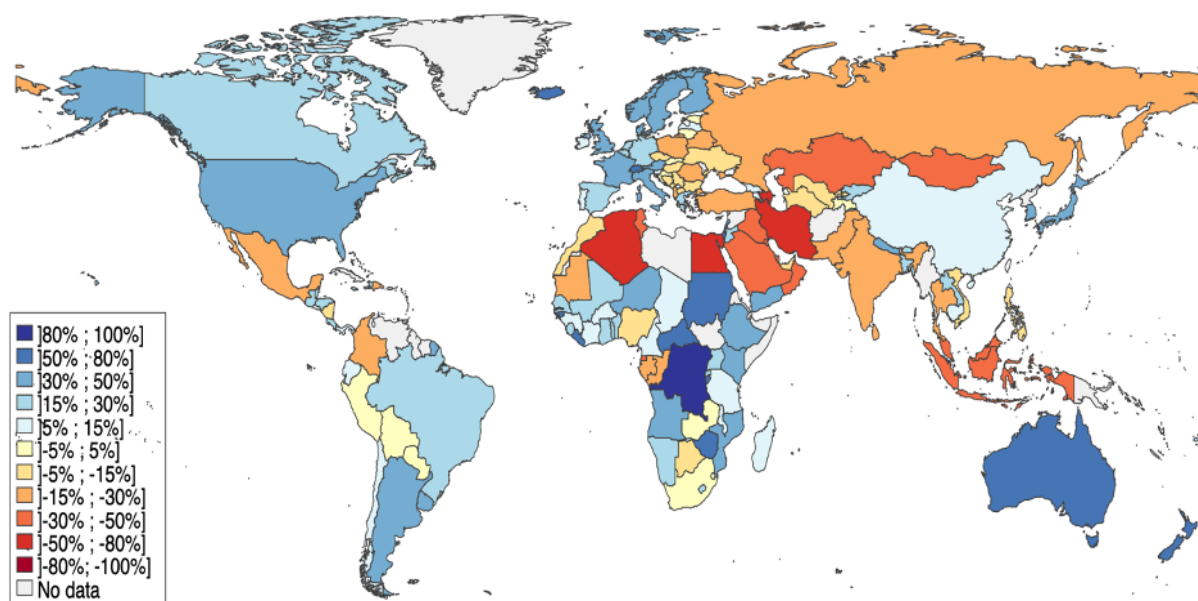 ]80% ; 100%]
]50% ; 80%]
]30% ; 50%]
]15% ; 30%]
]5% ; 15%]
]-5% ; 5%]
]-5% ; -15%]
]-15% ; -30%]
]-30% ; -50%]
]-50% ; -80%]
]-80% ; -100%]
No data